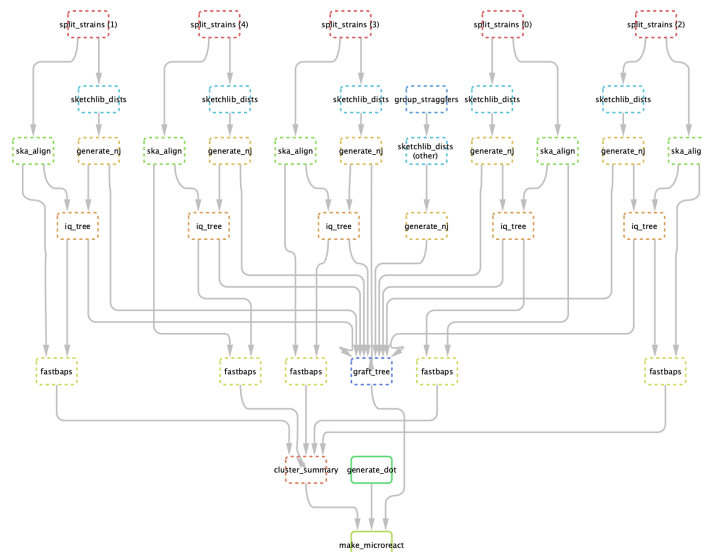 split_strains {1}
split_strains {4}
split_strains {3}
split_strains {0}
split_strains {2}
sketchlib_dists
sketchlib_dists
sketchlib_dists
group_stragglers
sketchlib_dists
sketchlib_dists
ska_align
generate_nj
ska_align
generate_nj
ska_align
generate_nj
sketchlib_dists
(other)
generate_nj
ska_align
generate_nj
ska_alig
iq_tree
iq_tree
iq_tree
generate_nj
iq_tree
iq_tree
fastbaps
fastbaps
fastbaps
graft_tree
fastbaps
fastbaps
cluster_summary
generate_dot
make_microreact